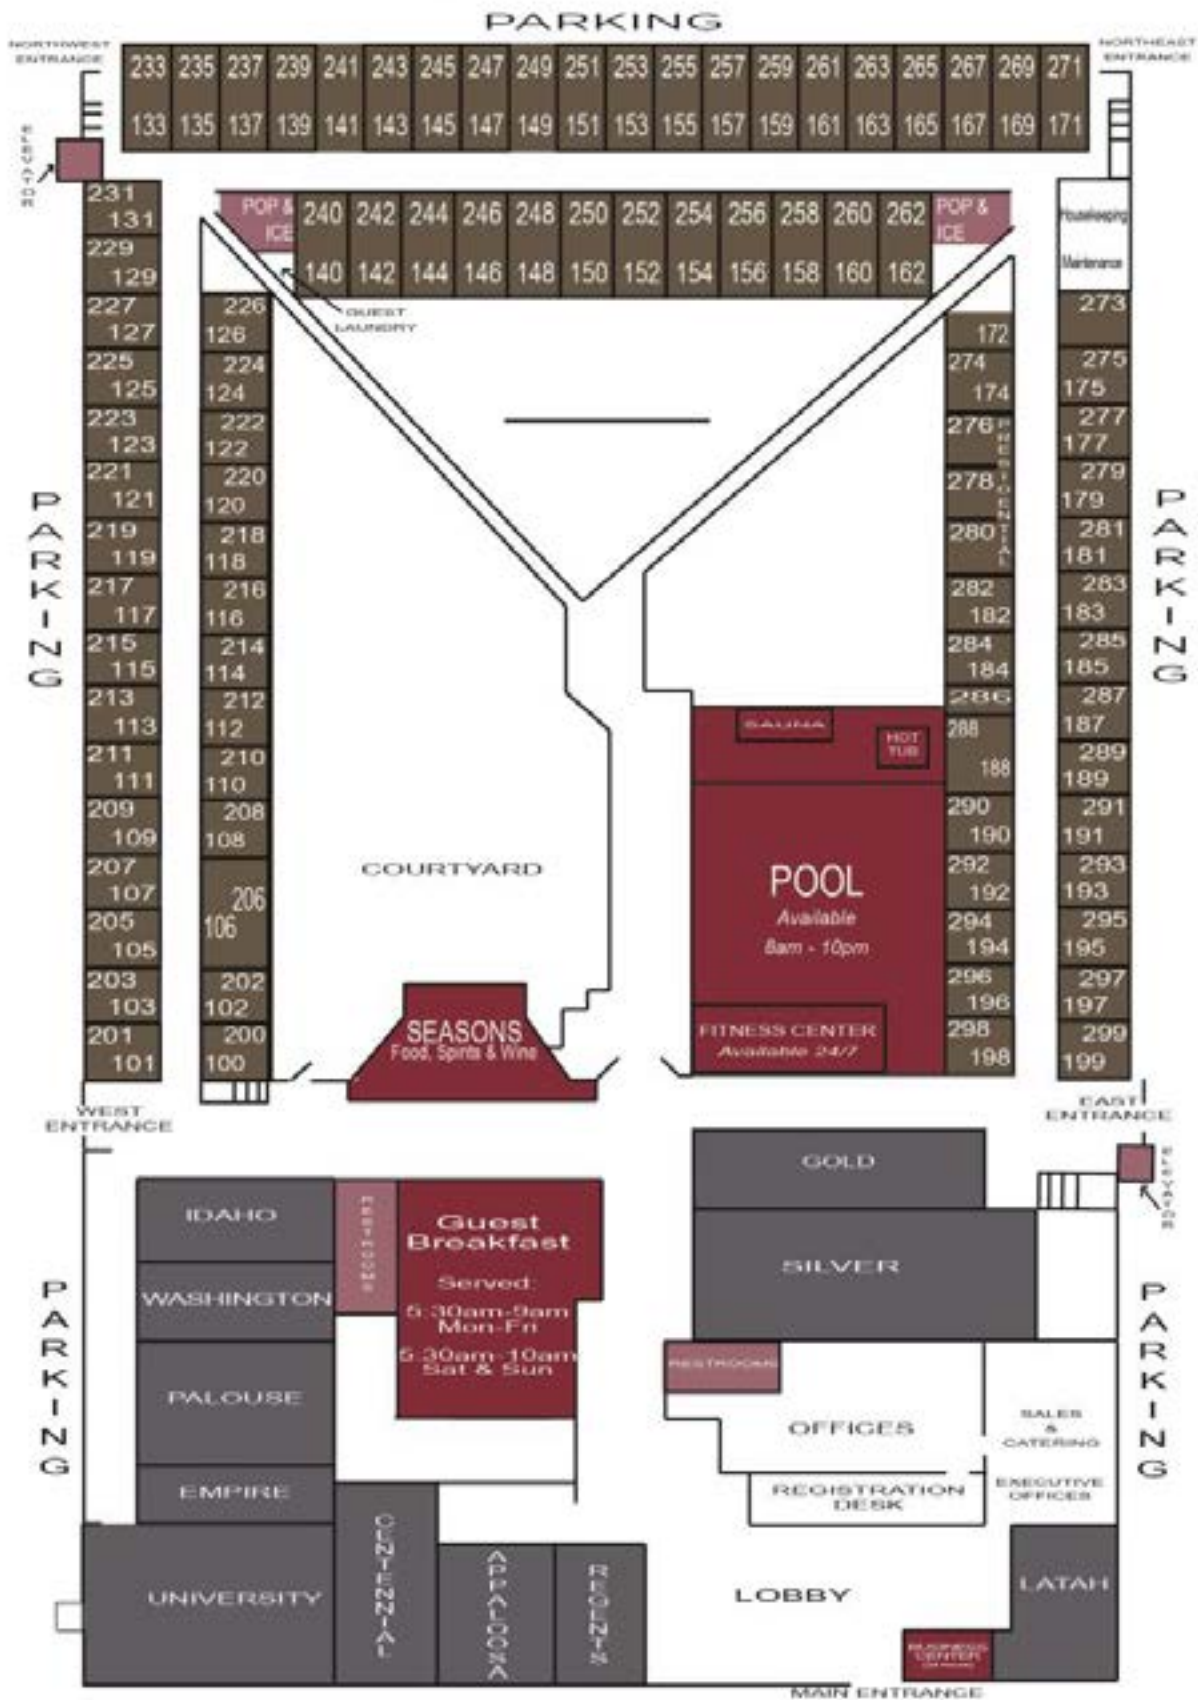 PARKING
NORTHWEST
ENTRANCE
NORTHEAST
ENTRANCE
233 235 237 239 241 243 245 247 249 251 253 255 257 259 261 263 265 267 269 271
133 135 137 139 141 143 145 147 149 151 153 155 157 159 161 163 165 167 169 171
ELEVATOR
231
131
229
129
227
127
225
125
223
123
221
121
219
119
217
117
215
115
213
113
211
111
209
109
207
107
205
105
203
103
201
101
PARKING
POP &
ICE
240 242 244 246 248 250 252 254 256 258 260 262
140 142 144 146 148 150 152 154 156 158 160 162
POP &
ICE
GUEST
LAUNDRY
226
126
224
124
222
122
220
120
218
118
216
116
214
114
212
112
210
110
208
108
206
106
202
102
200
100
Housekeeping
Maintenance
172
274
174
276
278
280
PRESIDENTIAL
282
182
284
184
286
288
188
290
190
292
192
294
194
296
196
298
198
273
275
175
277
177
279
179
281
181
283
183
285
185
287
187
289
189
291
191
293
193
295
195
297
197
299
199
PARKING
COURTYARD
SAUNA
HOT
TUB
POOL
Available
8am - 10pm
FITNESS CENTER
Available 24/7
SEASONS
Food, Spirits & Wine
WEST
ENTRANCE
EAST
ENTRANCE
ELEVATOR
PARKING
IDAHO
WASHINGTON
PALOUSE
EMPIRE
UNIVERSITY
RESTROOMS
Guest
Breakfast
Served:
5:30am-9am
Mon-Fri
5:30am-10am
Sat & Sun
CENTENNIAL
APPALOOSA
REGENTS
GOLD
SILVER
RESTROOMS
OFFICES
SALES
&
CATERING
REGISTRATION
DESK
EXECUTIVE
OFFICES
LOBBY
LATAH
BUSINESS
CENTER
MAIN ENTRANCE
PARKING